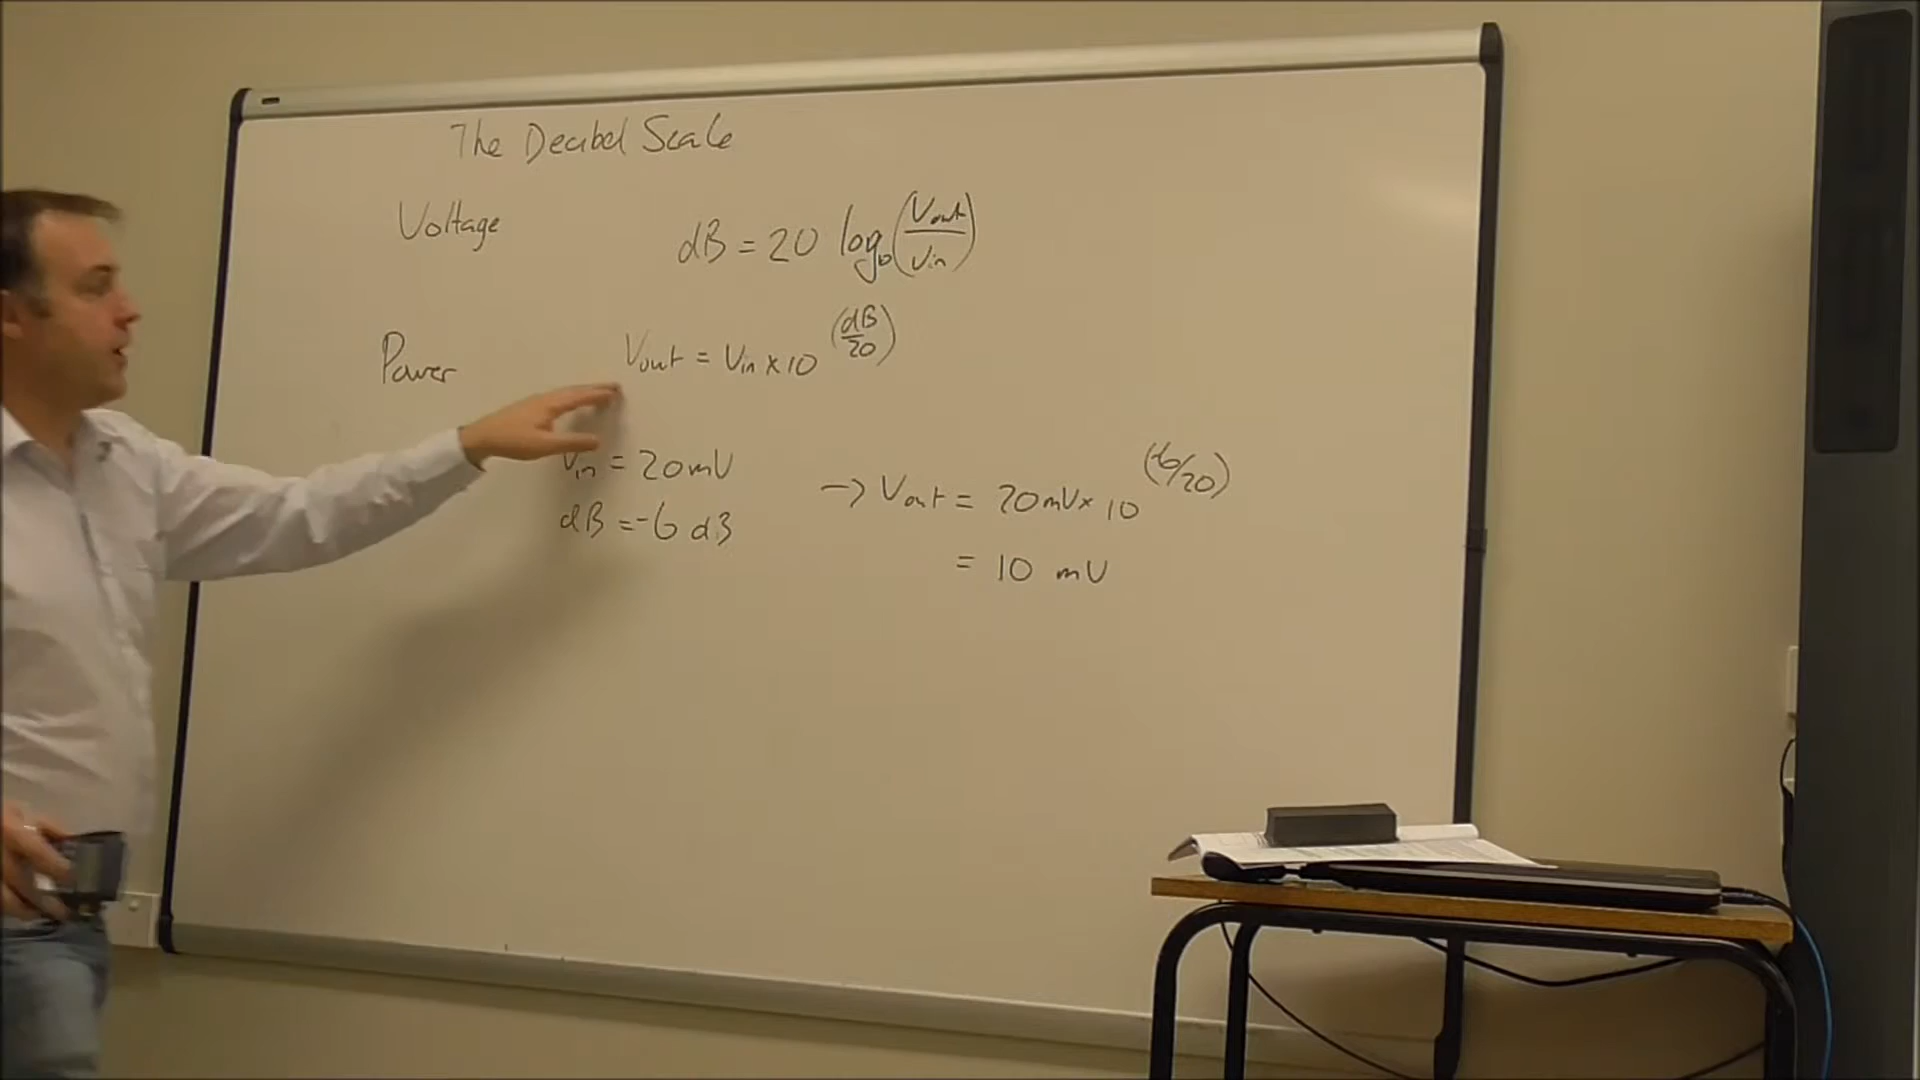 The Decibel Scale
Voltage
dB = 20 log₁₀(Vout/Vin)
Power
Vout = Vin × 10^(dB/20)
Vin = 20mV
dB = -6 dB
→ Vout = 20mV × 10^(-6/20)
= 10 mV